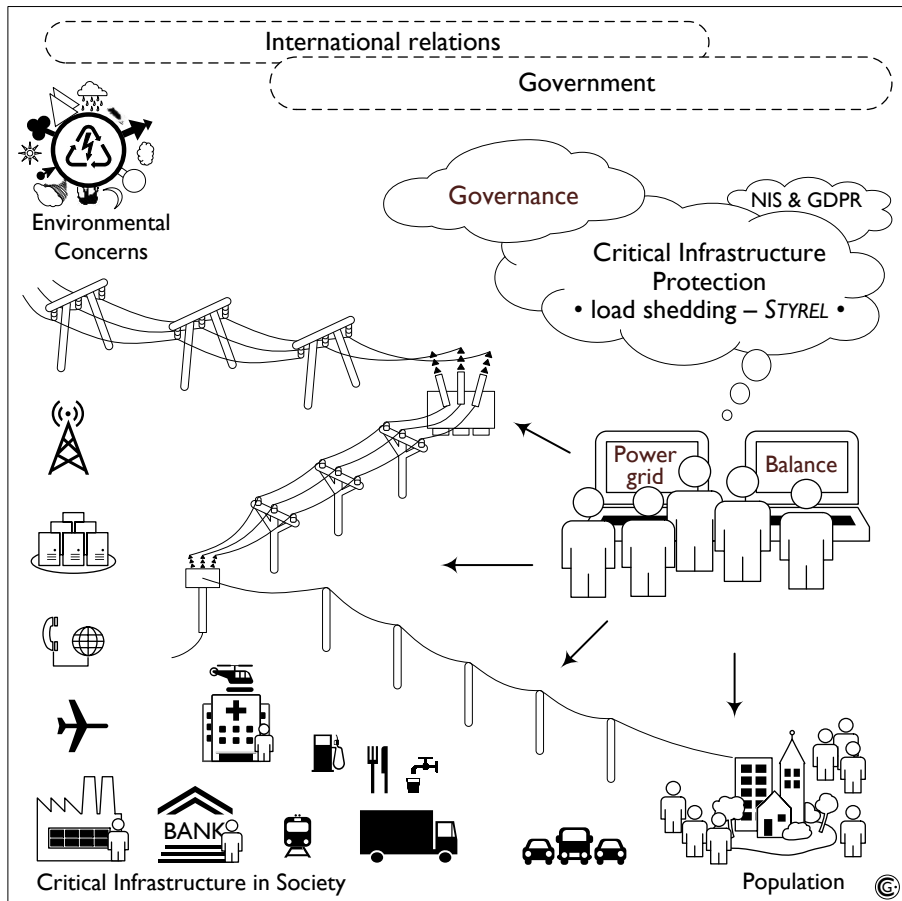 International relations
Government
Governance
NIS & GDPR
Environmental
Concerns
Critical Infrastructure
Protection
• load shedding – STYREL •
Power
grid
Balance
BANK
Critical Infrastructure in Society
Population